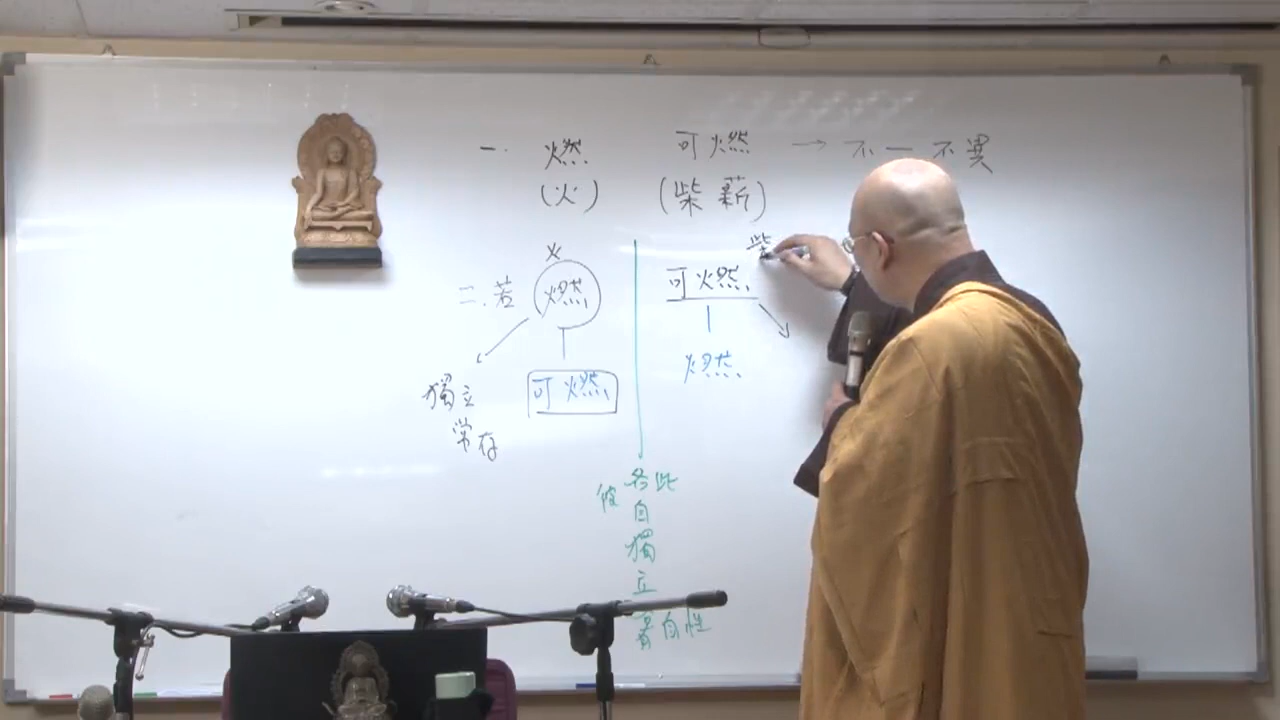 一. 燃 可燃 → 不一不異
(火) (柴薪)
火 柴
二. 若 燃 可燃
可燃 燃
獨立
常存
彼 各 此
自
獨
立
自性